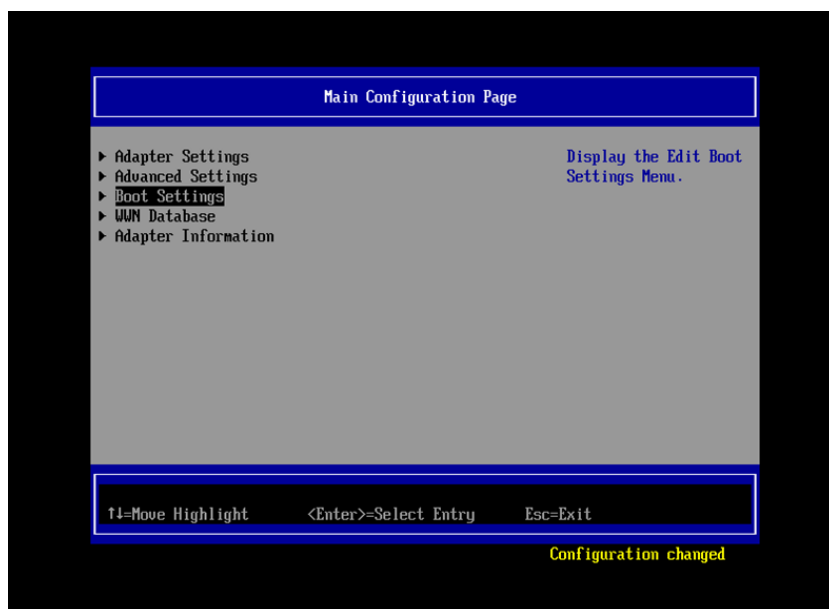 Main Configuration Page
▶ Adapter Settings
▶ Advanced Settings
▶ Boot Settings
▶ WWN Database
▶ Adapter Information
Display the Edit Boot
Settings Menu.
↑↓=Move Highlight <Enter>=Select Entry Esc=Exit
Configuration changed